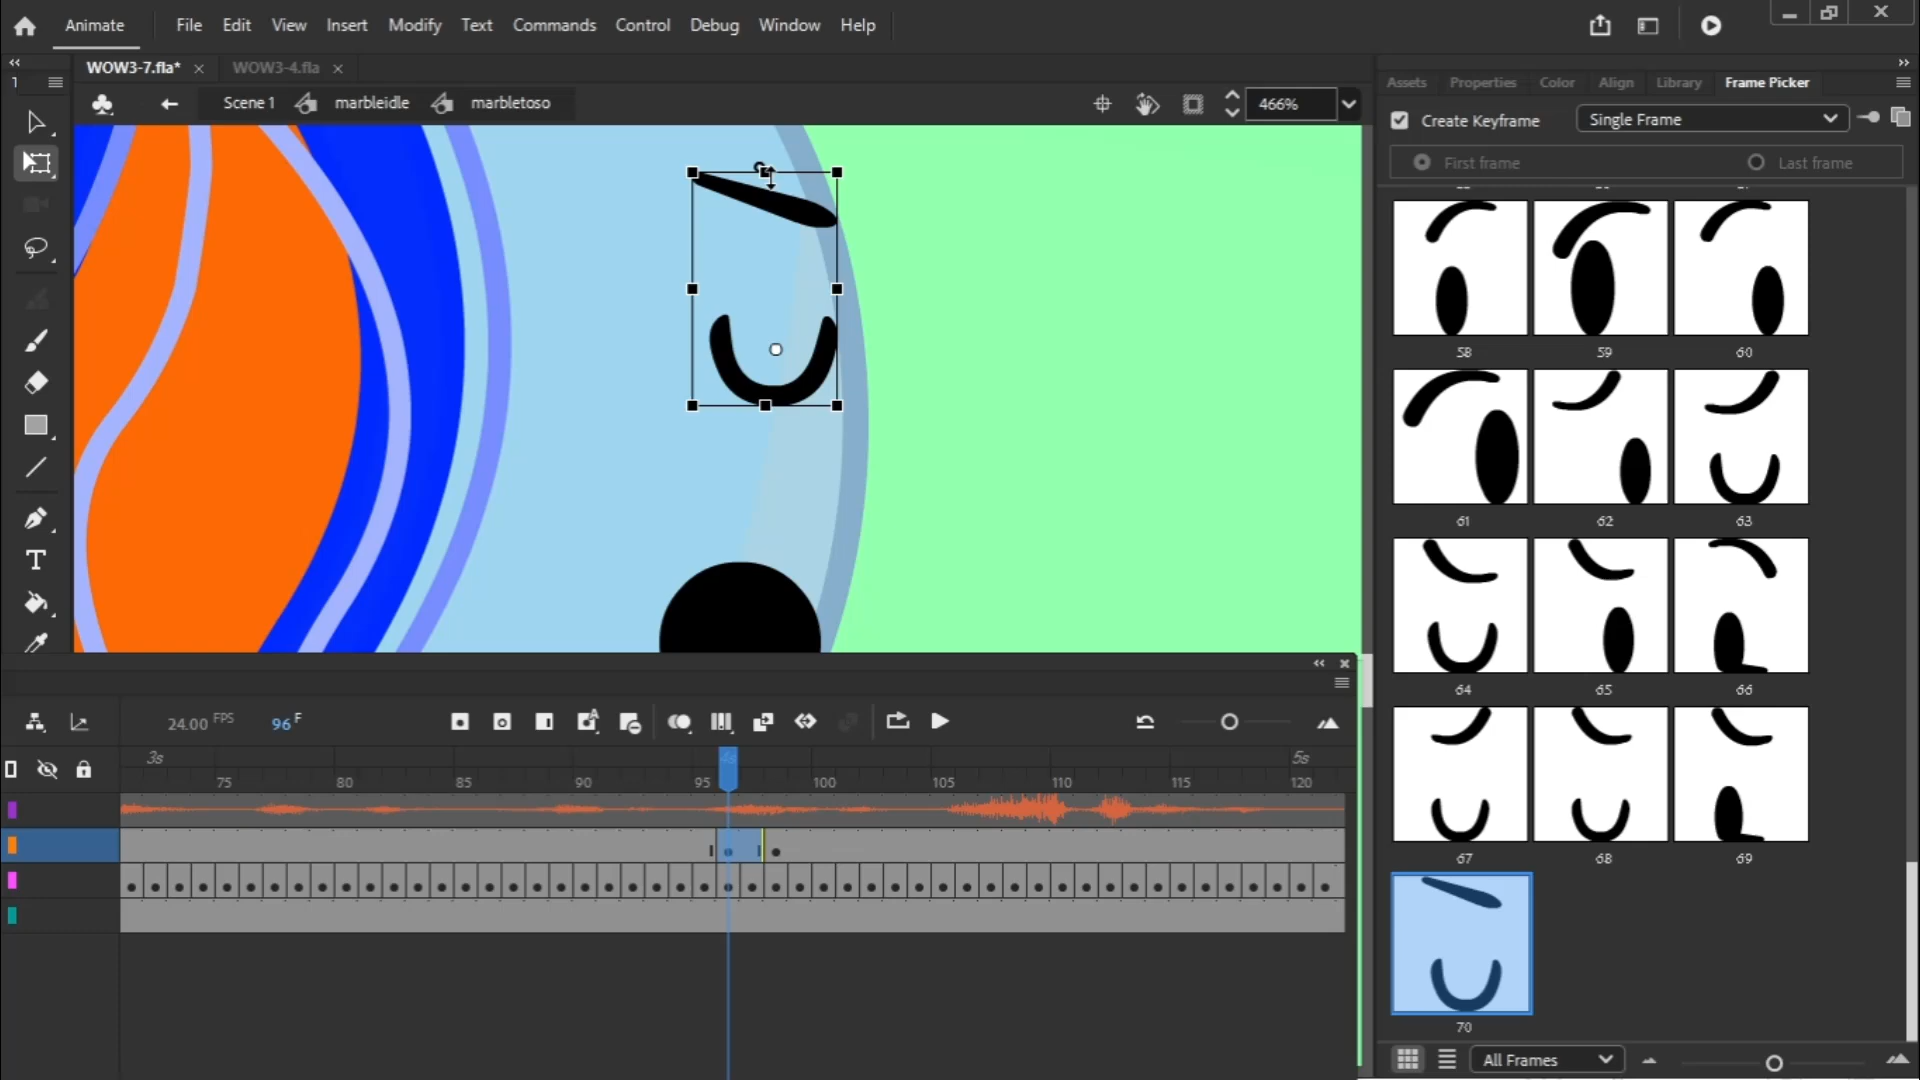 Animate File Edit View Insert Modify Text Commands Control Debug Window Help
WOW3-7.fla* WOW3-4.fla
Scene 1 marbleidle marbletoso 466%
Assets Properties Color Align Library Frame Picker
Create Keyframe Single Frame
First frame Last frame
58 59 60
61 62 63
64 65 66
67 68 69
70
All Frames
24.00 FPS 96 F
3s 4s 5s
75 80 85 90 95 100 105 110 115 120